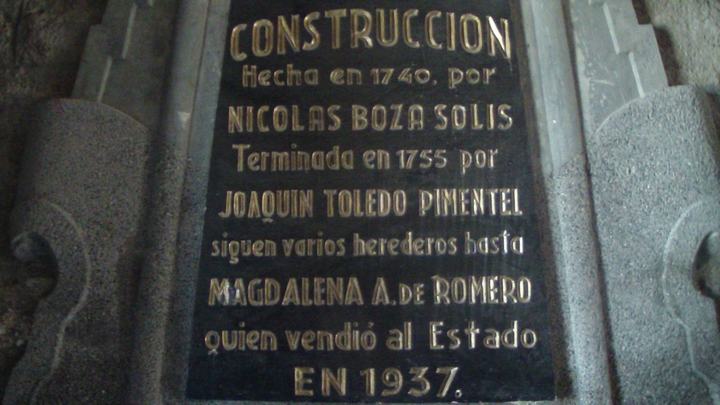 CONSTRUCCION
Hecha en 1740, por
NICOLAS BOZA SOLIS
Terminada en 1755 por
JOAQUIN TOLEDO PIMENTEL
siguen varios herederos hasta
MAGDALENA A. DE ROMERO
quien vendió al Estado
EN 1937.